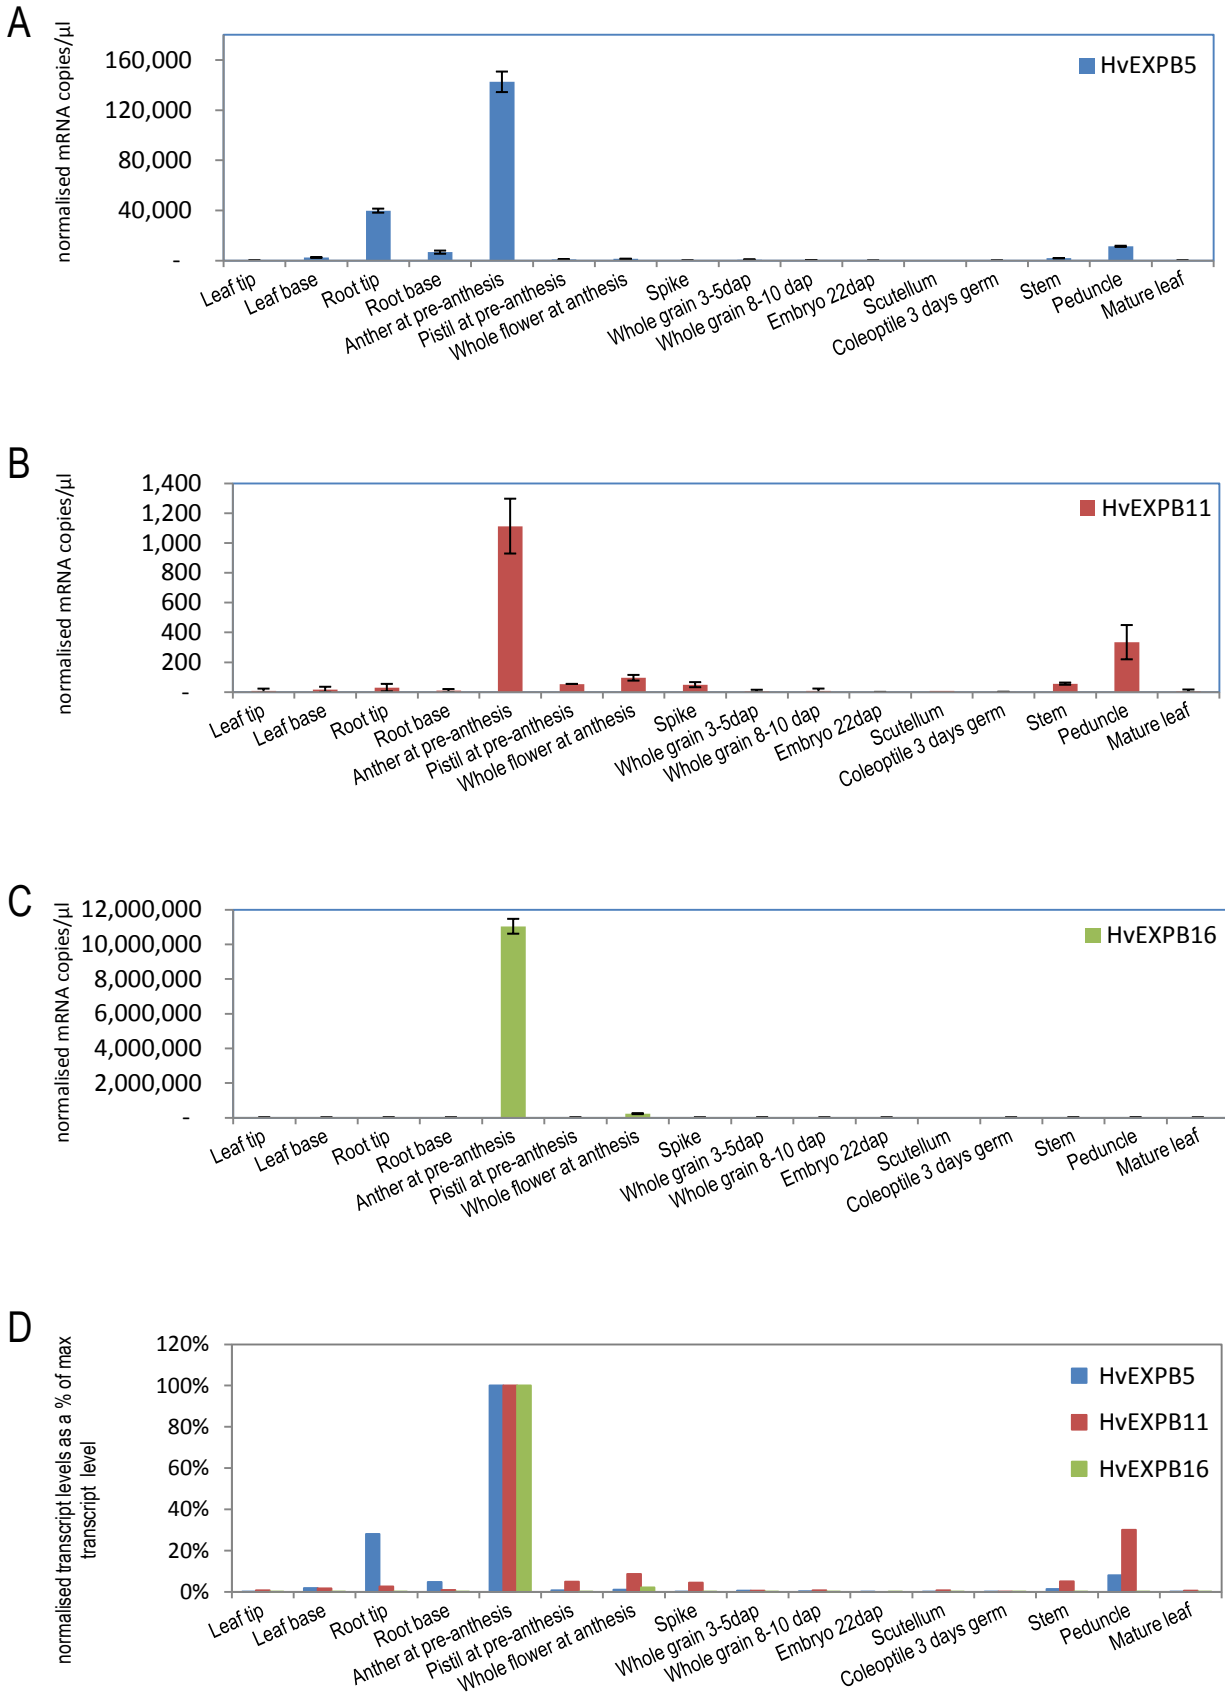 A
normalised mRNA copies/µl
160,000
120,000
80,000
40,000
-
HvEXPB5
Leaf tip
Leaf base
Root tip
Root base
Anther at pre-anthesis
Pistil at pre-anthesis
Whole flower at anthesis
Spike
Whole grain 3-5dap
Whole grain 8-10 dap
Embryo 22dap
Scutellum
Coleoptile 3 days germ
Stem
Peduncle
Mature leaf
B
normalised mRNA copies/µl
1,400
1,200
1,000
800
600
400
200
-
HvEXPB11
Leaf tip
Leaf base
Root tip
Root base
Anther at pre-anthesis
Pistil at pre-anthesis
Whole flower at anthesis
Spike
Whole grain 3-5dap
Whole grain 8-10 dap
Embryo 22dap
Scutellum
Coleoptile 3 days germ
Stem
Peduncle
Mature leaf
C
normalised mRNA copies/µl
12,000,000
10,000,000
8,000,000
6,000,000
4,000,000
2,000,000
-
HvEXPB16
Leaf tip
Leaf base
Root tip
Root base
Anther at pre-anthesis
Pistil at pre-anthesis
Whole flower at anthesis
Spike
Whole grain 3-5dap
Whole grain 8-10 dap
Embryo 22dap
Scutellum
Coleoptile 3 days germ
Stem
Peduncle
Mature leaf
D
normalised transcript levels as a % of max
transcript level
120%
100%
80%
60%
40%
20%
0%
HvEXPB5
HvEXPB11
HvEXPB16
Leaf tip
Leaf base
Root tip
Root base
Anther at pre-anthesis
Pistil at pre-anthesis
Whole flower at anthesis
Spike
Whole grain 3-5dap
Whole grain 8-10 dap
Embryo 22dap
Scutellum
Coleoptile 3 days germ
Stem
Peduncle
Mature leaf